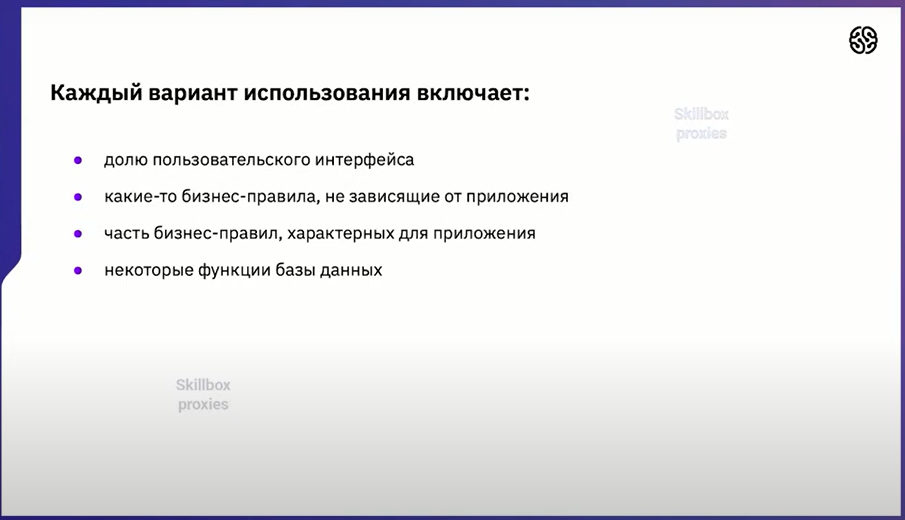 Каждый вариант использования включает:
Skillbox
proxies
долю пользовательского интерфейса
какие-то бизнес-правила, не зависящие от приложения
часть бизнес-правил, характерных для приложения
некоторые функции базы данных
Skillbox
proxies